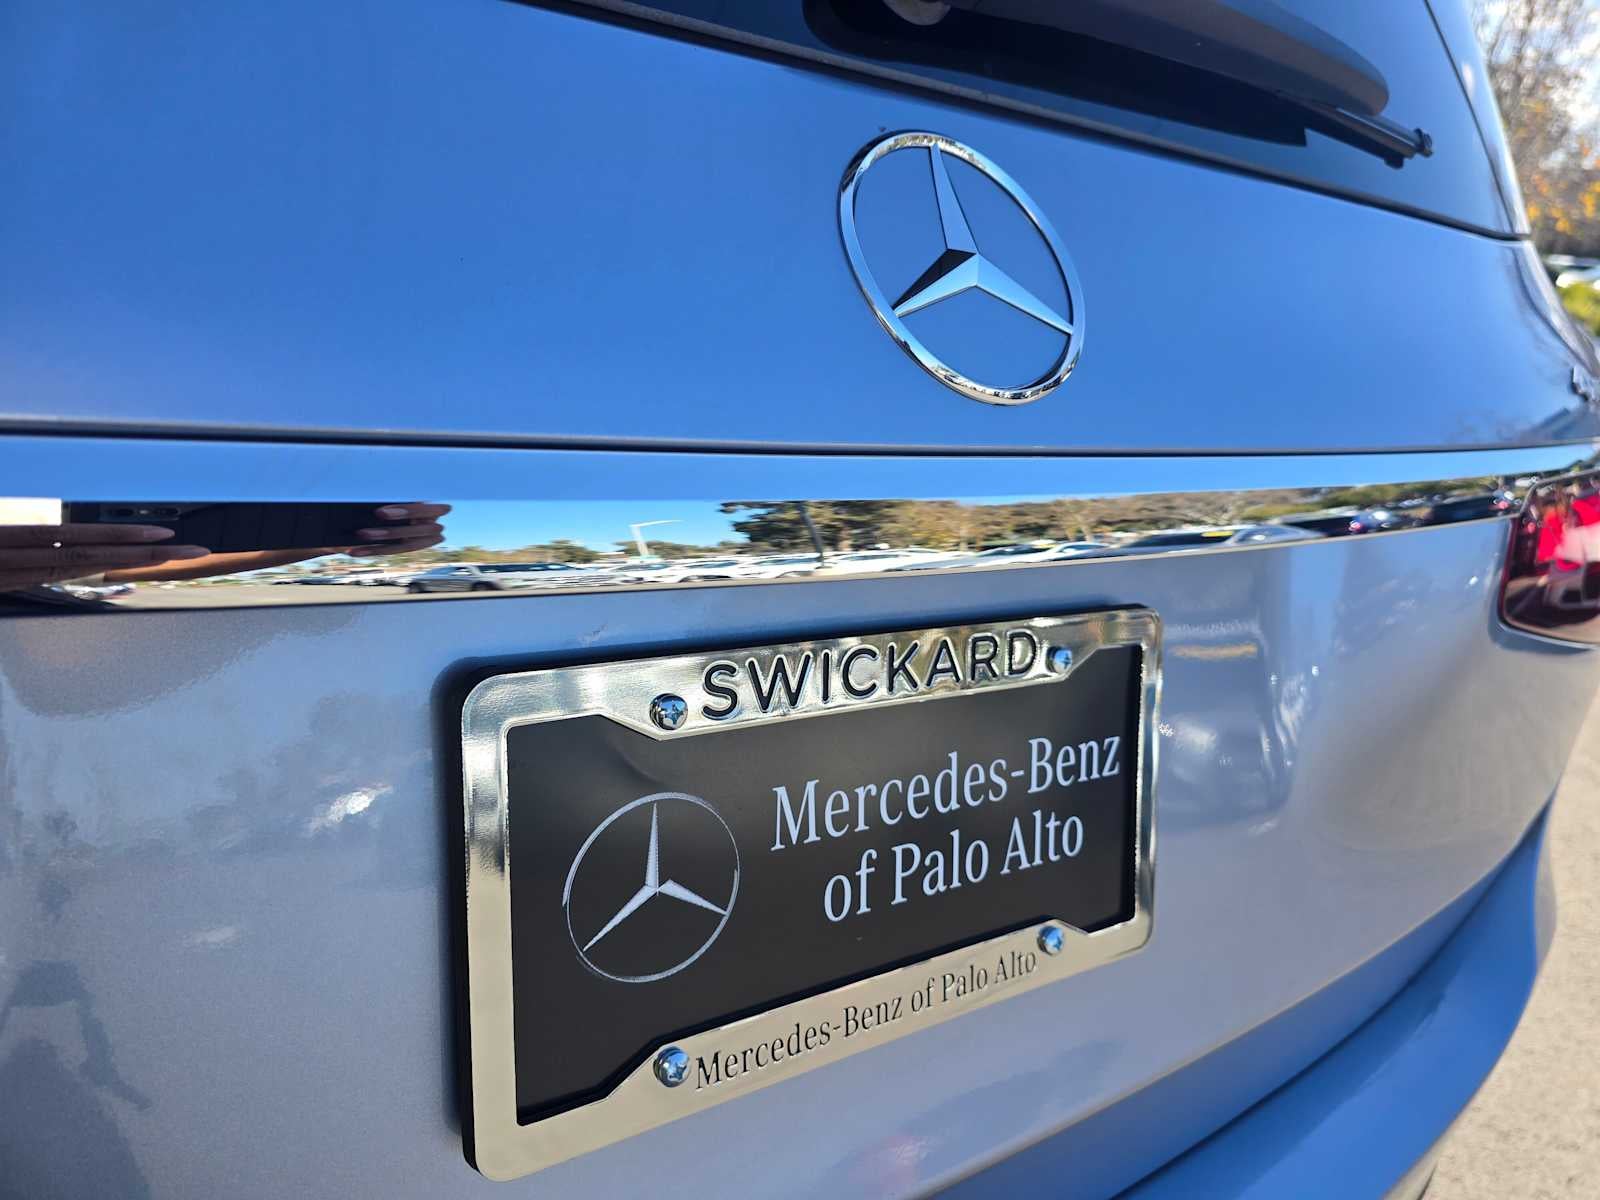 SWICKARD
Mercedes-Benz
of Palo Alto
Mercedes-Benz of Palo Alto